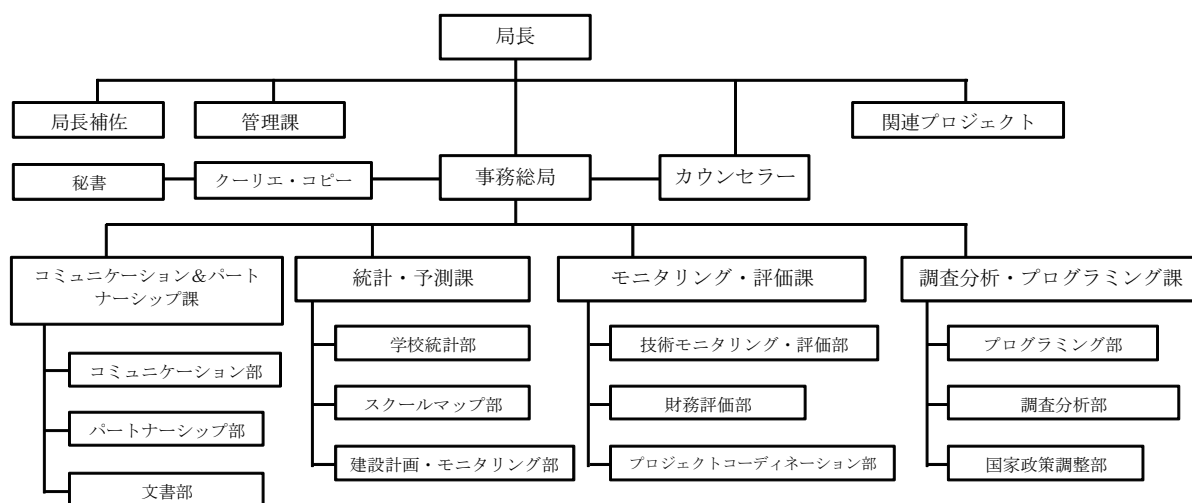 局長
局長補佐
管理課
関連プロジェクト
秘書
クーリエ・コピー
事務総局
カウンセラー
コミュニケーション＆パート
ナーシップ課
統計・予測課
モニタリング・評価課
調査分析・プログラミング課
コミュニケーション部
パートナーシップ部
文書部
学校統計部
スクールマップ部
建設計画・モニタリング部
技術モニタリング・評価部
財務評価部
プロジェクトコーディネーション部
プログラミング部
調査分析部
国家政策調整部